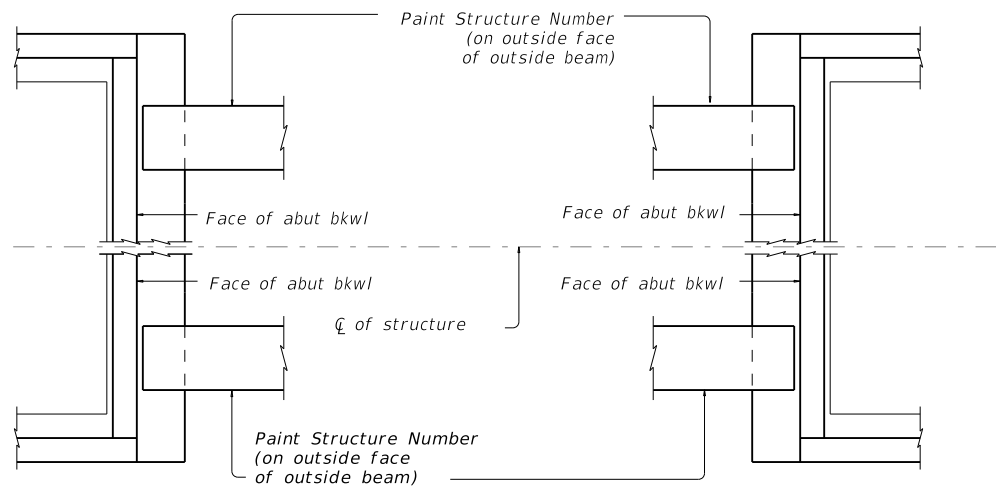 Paint Structure Number
(on outside face
of outside beam)
Face of abut bkwl
Face of abut bkwl
Face of abut bkwl
Face of abut bkwl
℄ of structure
Paint Structure Number
(on outside face
of outside beam)